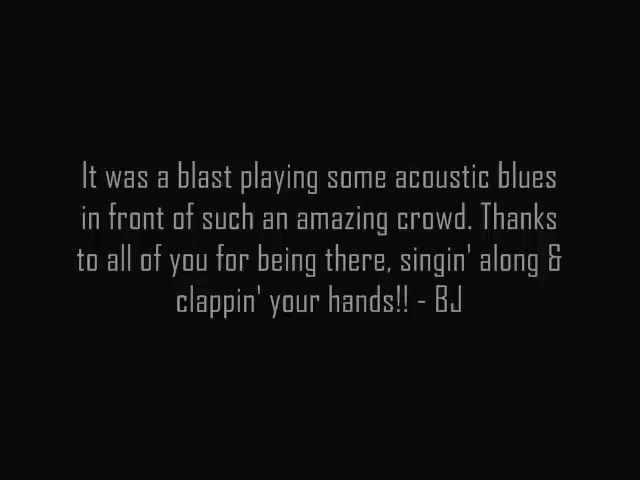 It was a blast playing some acoustic blues
in front of such an amazing crowd. Thanks
to all of you for being there, singin' along &
clappin' your hands!! - BJ